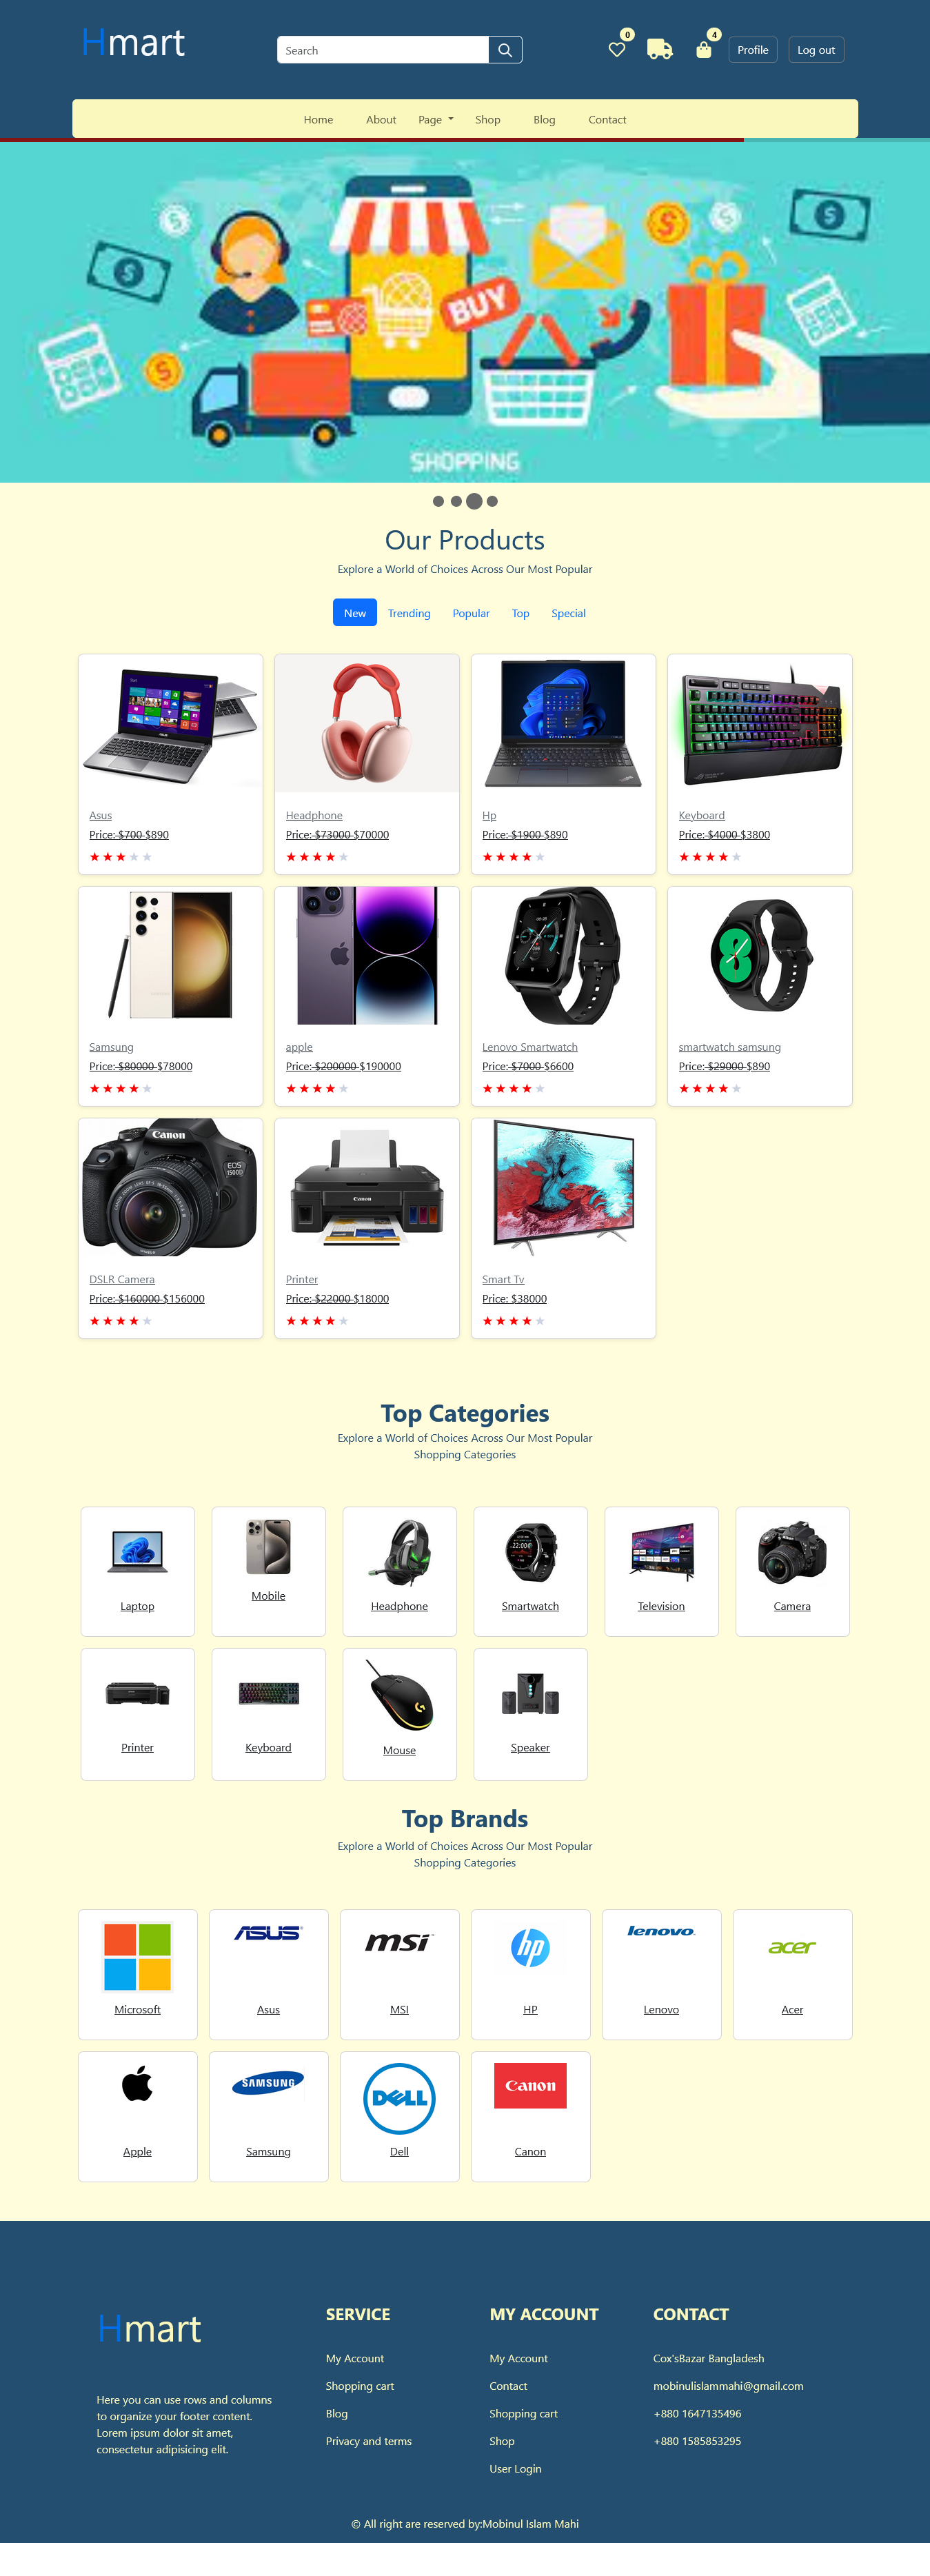 Hmart
Search
0
4
Profile
Log out
Home About Page Shop Blog Contact
BUY
SHOPPING
Our Products
Explore a World of Choices Across Our Most Popular
New Trending Popular Top Special
Asus
Price: $700 $890
Headphone
Price: $73000 $70000
Hp
Price: $1900 $890
Keyboard
Price: $4000 $3800
Samsung
Price: $80000 $78000
apple
Price: $200000 $190000
Lenovo Smartwatch
Price: $7000 $6600
smartwatch samsung
Price: $29000 $890
Canon
EOS
1500D
DSLR Camera
Price: $160000 $156000
Canon
Printer
Price: $22000 $18000
Smart Tv
Price: $38000
Top Categories
Explore a World of Choices Across Our Most Popular
Shopping Categories
Laptop
Mobile
Headphone
Smartwatch
Television
Camera
Printer
Keyboard
Mouse
Speaker
Top Brands
Explore a World of Choices Across Our Most Popular
Shopping Categories
Microsoft
ASUS
Asus
msi
MSI
hp
HP
lenovo
Lenovo
acer
Acer
Apple
SAMSUNG
Samsung
DELL
Dell
Canon
Canon
Hmart
Here you can use rows and columns
to organize your footer content.
Lorem ipsum dolor sit amet,
consectetur adipisicing elit.
SERVICE
My Account
Shopping cart
Blog
Privacy and terms
MY ACCOUNT
My Account
Contact
Shopping cart
Shop
User Login
CONTACT
Cox'sBazar Bangladesh
mobinulislammahi@gmail.com
+880 1647135496
+880 1585853295
© All right are reserved by:Mobinul Islam Mahi